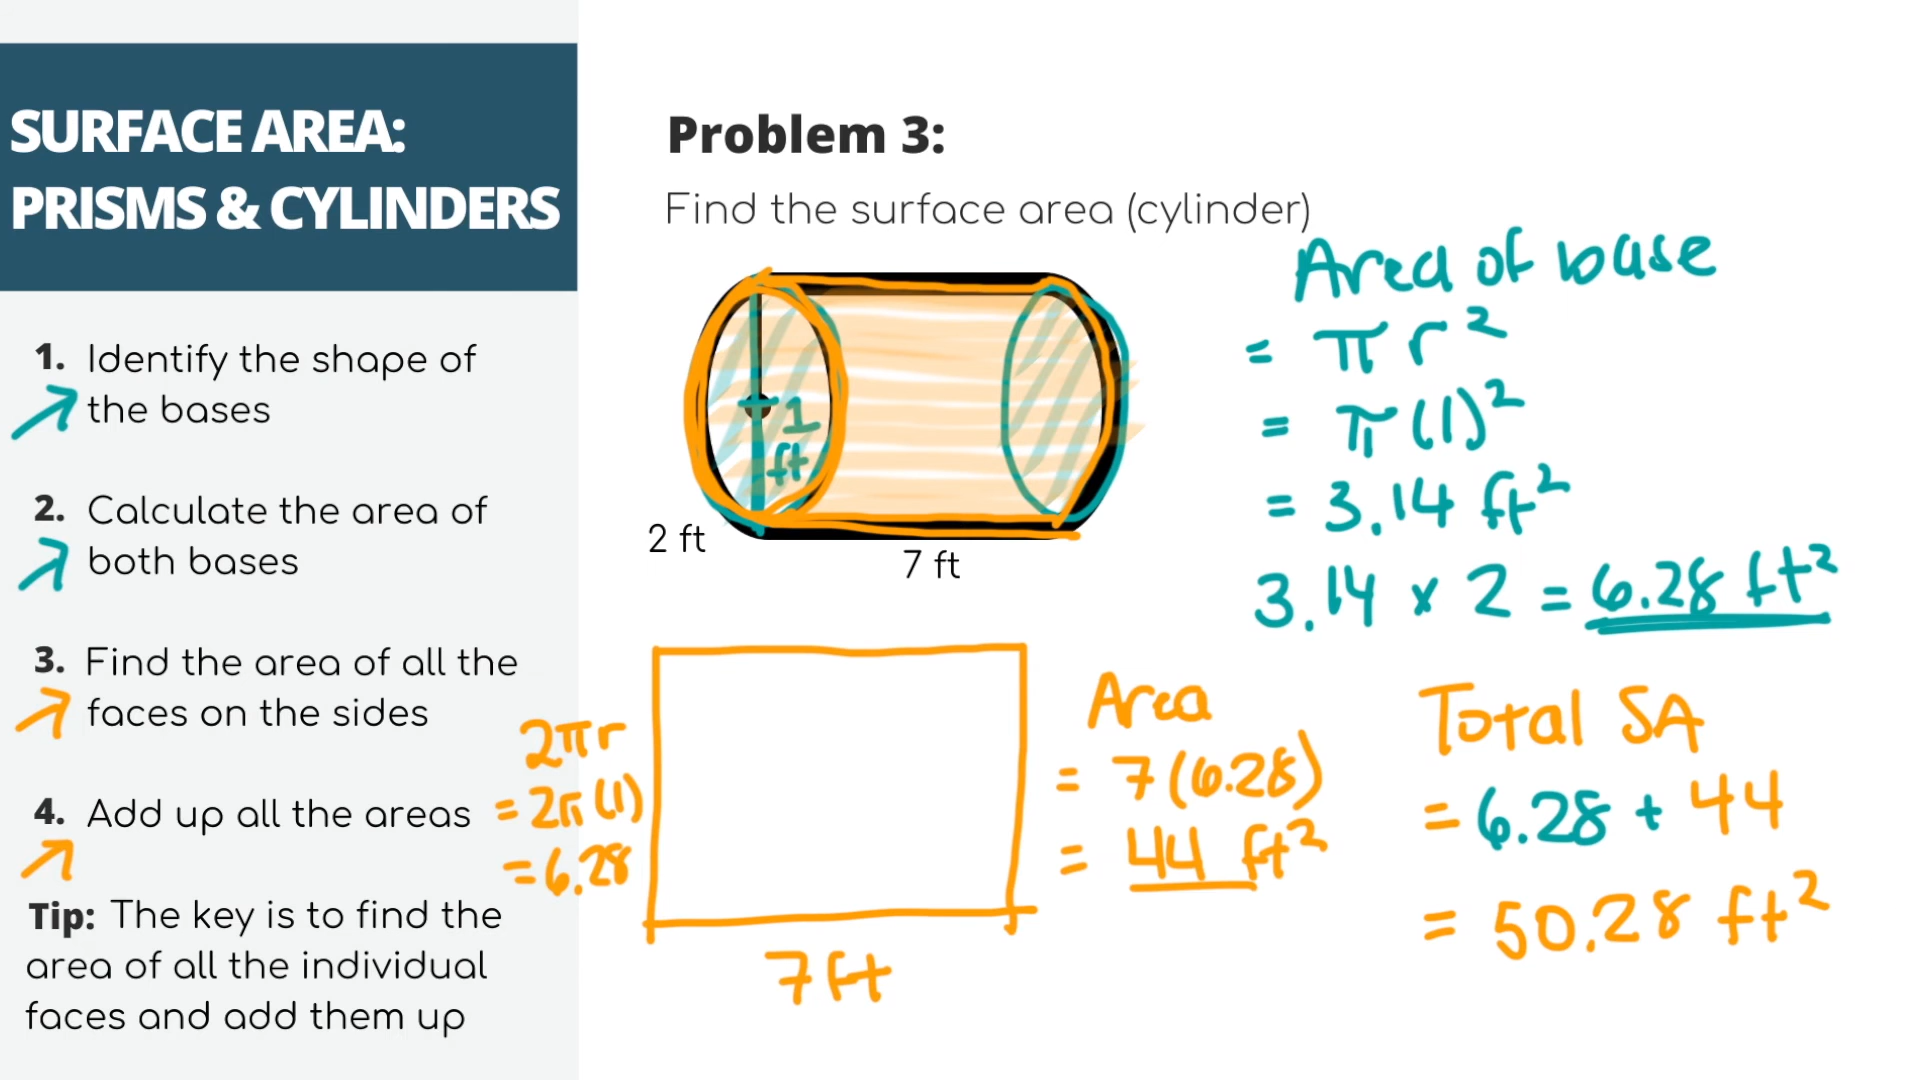 SURFACE AREA:
PRISMS & CYLINDERS
1. Identify the shape of
the bases
2. Calculate the area of
both bases
3. Find the area of all the
faces on the sides
4. Add up all the areas
Tip: The key is to find the
area of all the individual
faces and add them up
Problem 3:
Find the surface area (cylinder)
1
ft
2 ft
7 ft
Area of base
= πr²
= π(1)²
= 3.14 ft²
3.14 x 2 = 6.28 ft²
2πr
= 2π(1)
= 6.28
7ft
Area
= 7(6.28)
= 44 ft²
Total SA
= 6.28 + 44
= 50.28 ft²